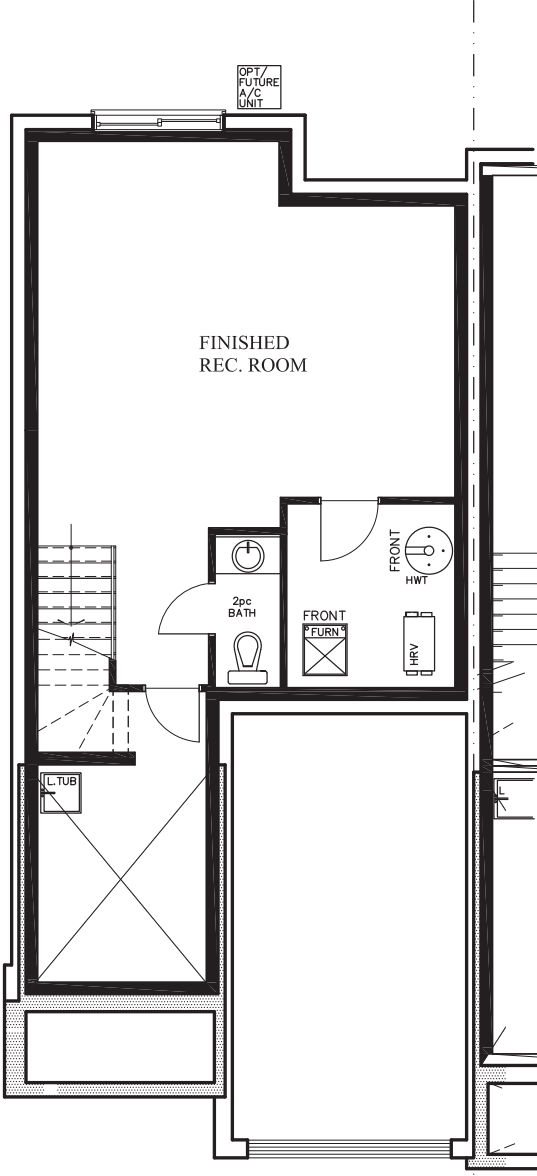 OPT/
FUTURE
A/C
UNIT
FINISHED
REC. ROOM
FRONT
HWT
2pc
BATH
FRONT
FURN
HRV
L.TUB
L